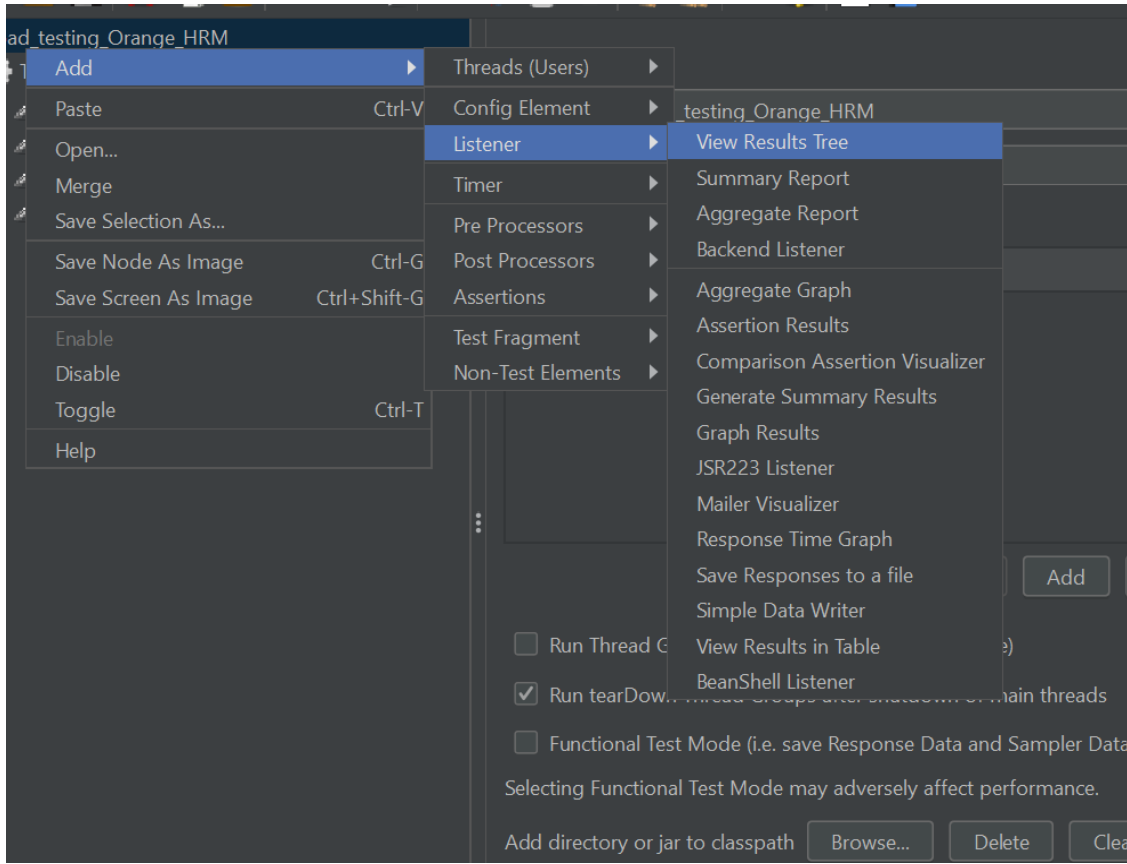 ad_testing_Orange_HRM
Add
Paste Ctrl-V
Open...
Merge
Save Selection As...
Save Node As Image Ctrl-G
Save Screen As Image Ctrl+Shift-G
Enable
Disable
Toggle Ctrl-T
Help
Threads (Users)
Config Element
Listener
Timer
Pre Processors
Post Processors
Assertions
Test Fragment
Non-Test Elements
_testing_Orange_HRM
View Results Tree
Summary Report
Aggregate Report
Backend Listener
Aggregate Graph
Assertion Results
Comparison Assertion Visualizer
Generate Summary Results
Graph Results
JSR223 Listener
Mailer Visualizer
Response Time Graph
Save Responses to a file
Simple Data Writer
View Results in Table
BeanShell Listener
Add
Run Thread G e)
Run tearDown Thread Groups after shutdown of main threads
Functional Test Mode (i.e. save Response Data and Sampler Data
Selecting Functional Test Mode may adversely affect performance.
Add directory or jar to classpath Browse... Delete Clea